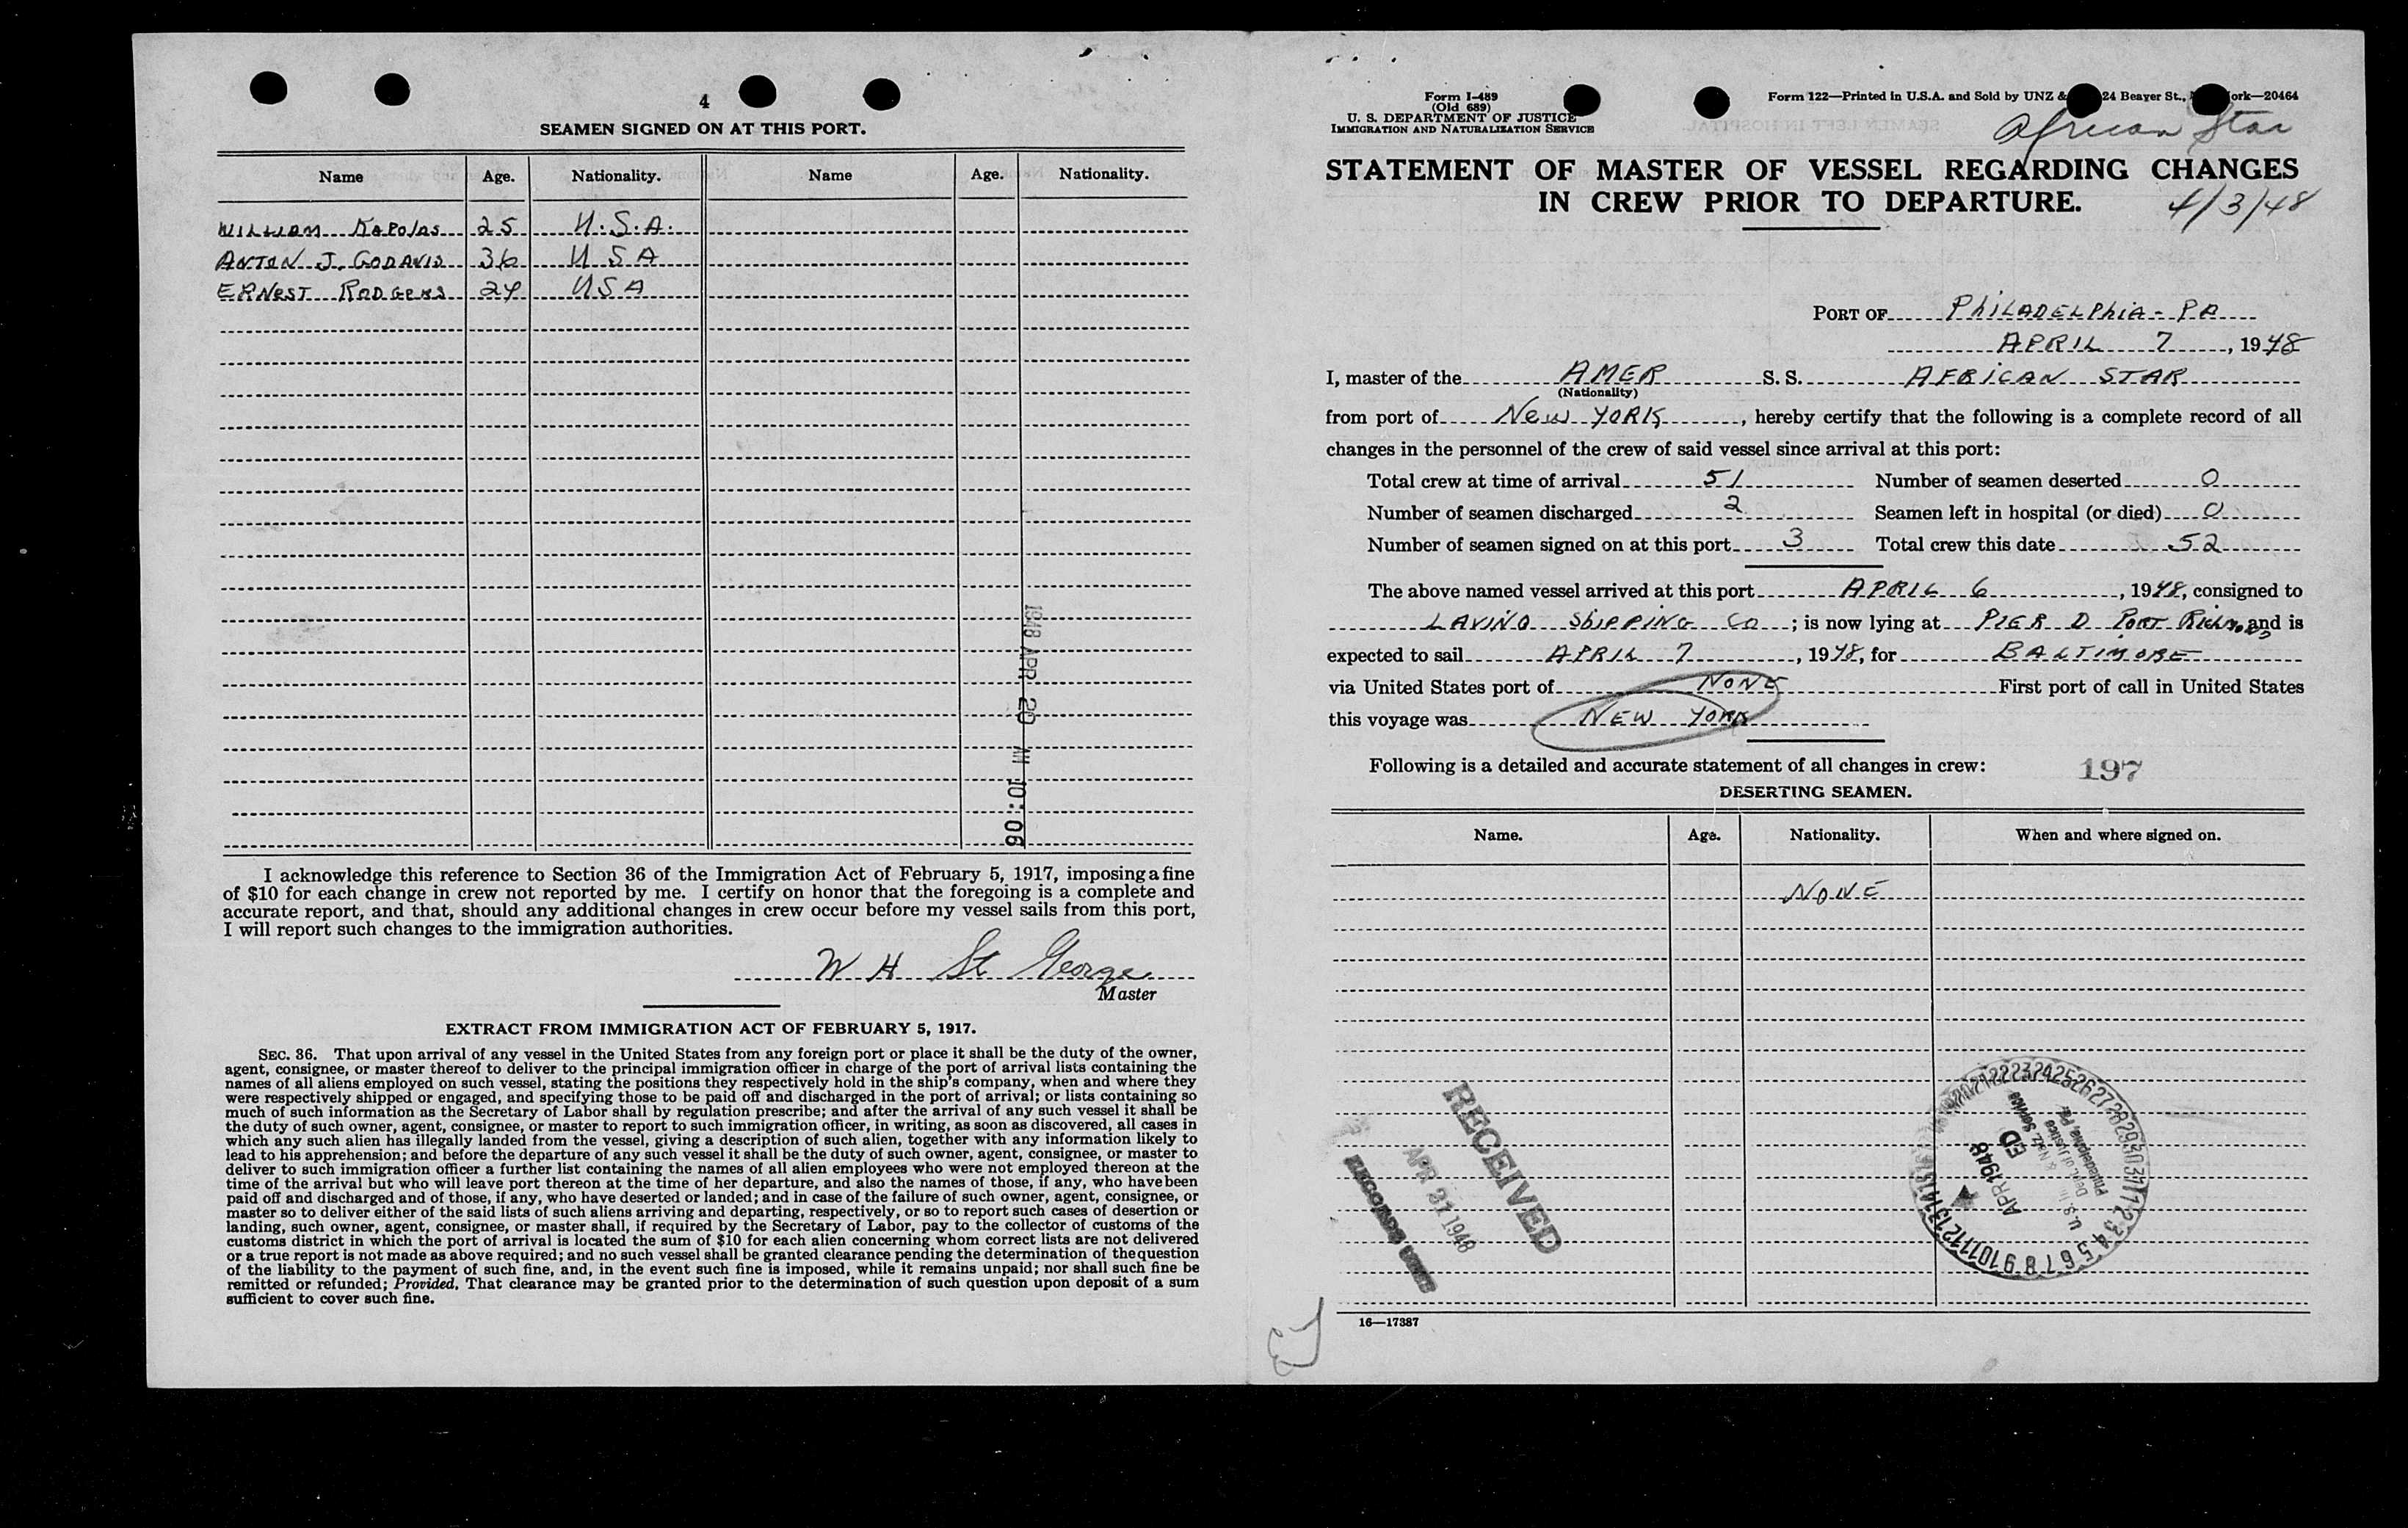 4
SEAMEN SIGNED ON AT THIS PORT.
Name Age. Nationality. Name Age. Nationality.
WILLIAM KAPOLAS 25 U.S.A.
ANTON J. GODAVIS 36 U S A
ERNEST RODGERS 24 USA
1948 APR 20 AM 10:06
I acknowledge this reference to Section 36 of the Immigration Act of February 5, 1917, imposing a fine
of $10 for each change in crew not reported by me. I certify on honor that the foregoing is a complete and
accurate report, and that, should any additional changes in crew occur before my vessel sails from this port,
I will report such changes to the immigration authorities.
W H St George
Master
EXTRACT FROM IMMIGRATION ACT OF FEBRUARY 5, 1917.
SEC. 36. That upon arrival of any vessel in the United States from any foreign port or place it shall be the duty of the owner,
agent, consignee, or master thereof to deliver to the principal immigration officer in charge of the port of arrival lists containing the
names of all aliens employed on such vessel, stating the positions they respectively hold in the ship's company, when and where they
were respectively shipped or engaged, and specifying those to be paid off and discharged in the port of arrival; or lists containing so
much of such information as the Secretary of Labor shall by regulation prescribe; and after the arrival of any such vessel it shall be
the duty of such owner, agent, consignee, or master to report to such immigration officer, in writing, as soon as discovered, all cases in
which any such alien has illegally landed from the vessel, giving a description of such alien, together with any information likely to
lead to his apprehension; and before the departure of any such vessel it shall be the duty of such owner, agent, consignee, or master to
deliver to such immigration officer a further list containing the names of all alien employees who were not employed thereon at the
time of the arrival but who will leave port thereon at the time of her departure, and also the names of those, if any, who have been
paid off and discharged and of those, if any, who have deserted or landed; and in case of the failure of such owner, agent, consignee, or
master so to deliver either of the said lists of such aliens arriving and departing, respectively, or so to report such cases of desertion or
landing, such owner, agent, consignee, or master shall, if required by the Secretary of Labor, pay to the collector of customs of the
customs district in which the port of arrival is located the sum of $10 for each alien concerning whom correct lists are not delivered
or a true report is not made as above required; and no such vessel shall be granted clearance pending the determination of the question
of the liability to the payment of such fine, and, in the event such fine is imposed, while it remains unpaid; nor shall such fine be
remitted or refunded; Provided, That clearance may be granted prior to the determination of such question upon deposit of a sum
sufficient to cover such fine.
Form I-489
(Old 689)
U. S. DEPARTMENT OF JUSTICE
IMMIGRATION AND NATURALIZATION SERVICE
Form 122—Printed in U.S.A. and Sold by UNZ & 24 Beaver St., ork—20464
African Star
STATEMENT OF MASTER OF VESSEL REGARDING CHANGES
IN CREW PRIOR TO DEPARTURE.
4/3/48
PORT OF PHILADELPHIA - PA
APRIL 7, 1948
I, master of the AMER S. S. AFRICAN STAR
(Nationality)
from port of NEW YORK, hereby certify that the following is a complete record of all
changes in the personnel of the crew of said vessel since arrival at this port:
Total crew at time of arrival 51 Number of seamen deserted 0
Number of seamen discharged 2 Seamen left in hospital (or died) 0
Number of seamen signed on at this port 3 Total crew this date 52
The above named vessel arrived at this port APRIL 6, 1948, consigned to
LAVINO SHIPPING CO; is now lying at PIER D PORT RICHMOND and is
expected to sail APRIL 7, 1948, for BALTIMORE
via United States port of NONE First port of call in United States
this voyage was NEW YORK
Following is a detailed and accurate statement of all changes in crew:
197
DESERTING SEAMEN.
Name. Age. Nationality. When and where signed on.
NONE
RECEIVED
APR 21 1948
RECORDS
APR 1948
Philadelphia, Pa.
16—17387